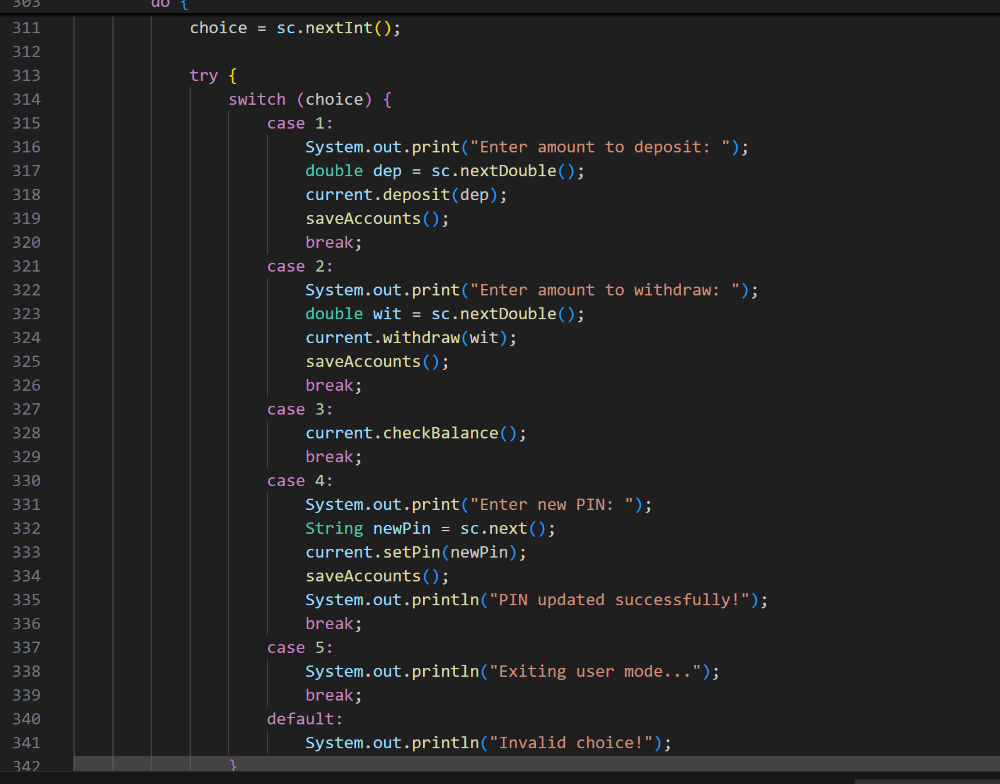 303 do {
311 choice = sc.nextInt();
312
313 try {
314 switch (choice) {
315 case 1:
316 System.out.print("Enter amount to deposit: ");
317 double dep = sc.nextDouble();
318 current.deposit(dep);
319 saveAccounts();
320 break;
321 case 2:
322 System.out.print("Enter amount to withdraw: ");
323 double wit = sc.nextDouble();
324 current.withdraw(wit);
325 saveAccounts();
326 break;
327 case 3:
328 current.checkBalance();
329 break;
330 case 4:
331 System.out.print("Enter new PIN: ");
332 String newPin = sc.next();
333 current.setPin(newPin);
334 saveAccounts();
335 System.out.println("PIN updated successfully!");
336 break;
337 case 5:
338 System.out.println("Exiting user mode...");
339 break;
340 default:
341 System.out.println("Invalid choice!");
342 }